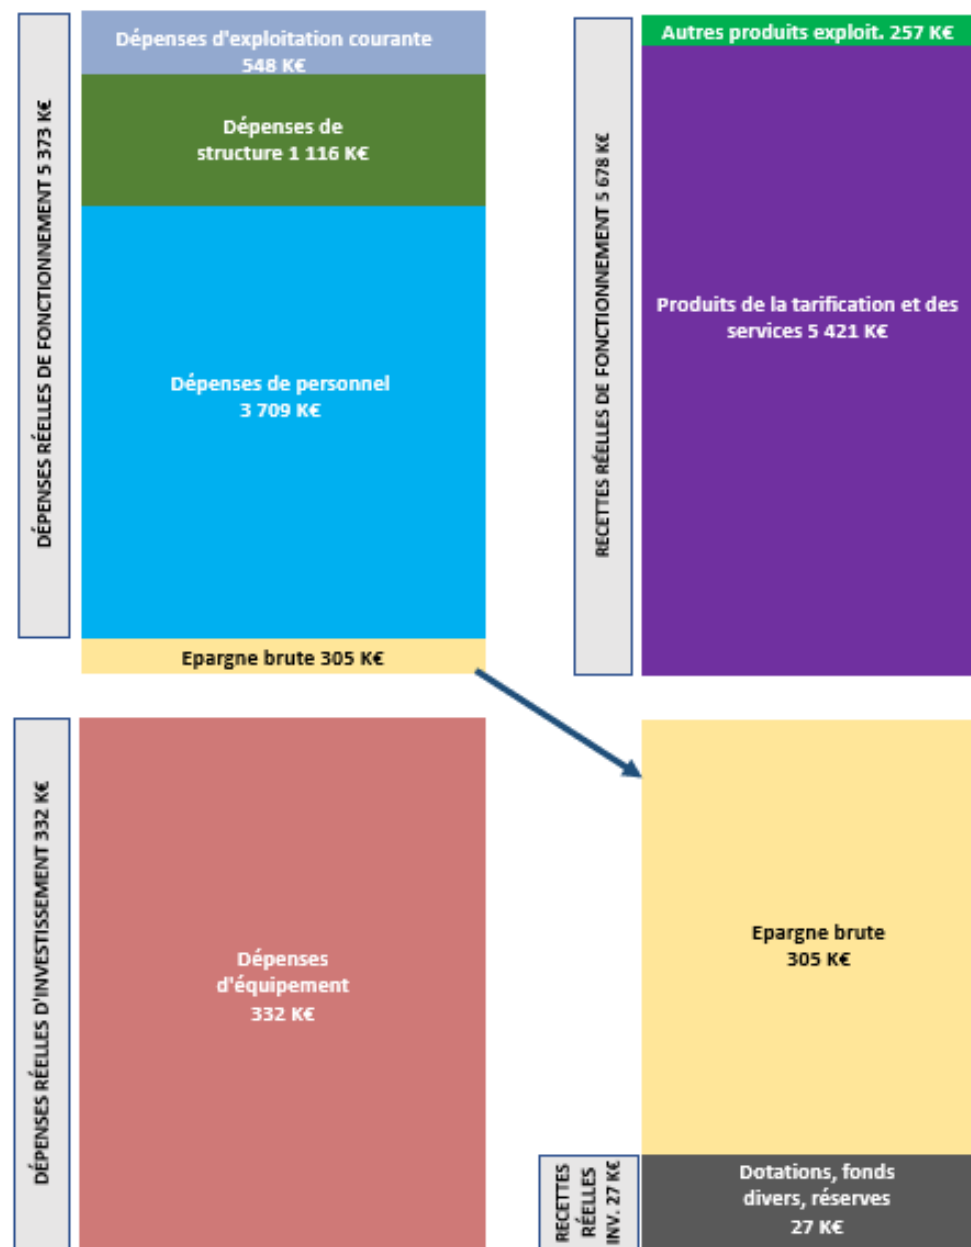 DÉPENSES RÉELLES DE FONCTIONNEMENT 5 373 K€
Dépenses d'exploitation courante
548 K€
Dépenses de
structure 1 116 K€
Dépenses de personnel
3 709 K€
Epargne brute 305 K€
RECETTES RÉELLES DE FONCTIONNEMENT 5 678 K€
Autres produits exploit. 257 K€
Produits de la tarification et des
services 5 421 K€
DÉPENSES RÉELLES D'INVESTISSEMENT 332 K€
Dépenses
d'équipement
332 K€
Epargne brute
305 K€
RECETTES
RÉELLES
INV. 27 K€
Dotations, fonds
divers, réserves
27 K€